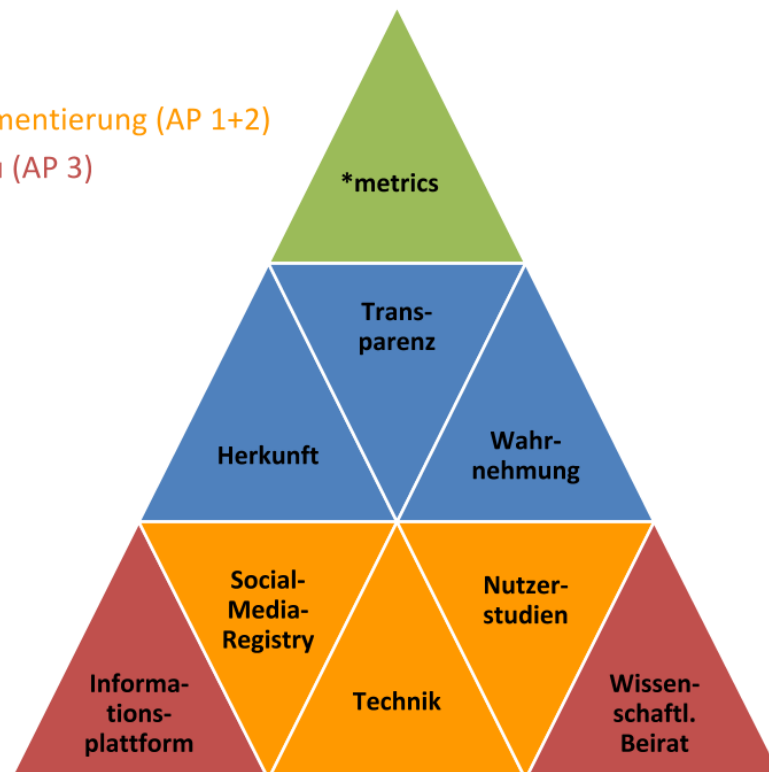 mentierung (AP 1+2)
(AP 3)
*metrics
Trans-
parenz
Herkunft
Wahr-
nehmung
Social-
Media-
Registry
Nutzer-
studien
Technik
Informa-
tions-
plattform
Wissen-
schaftl.
Beirat